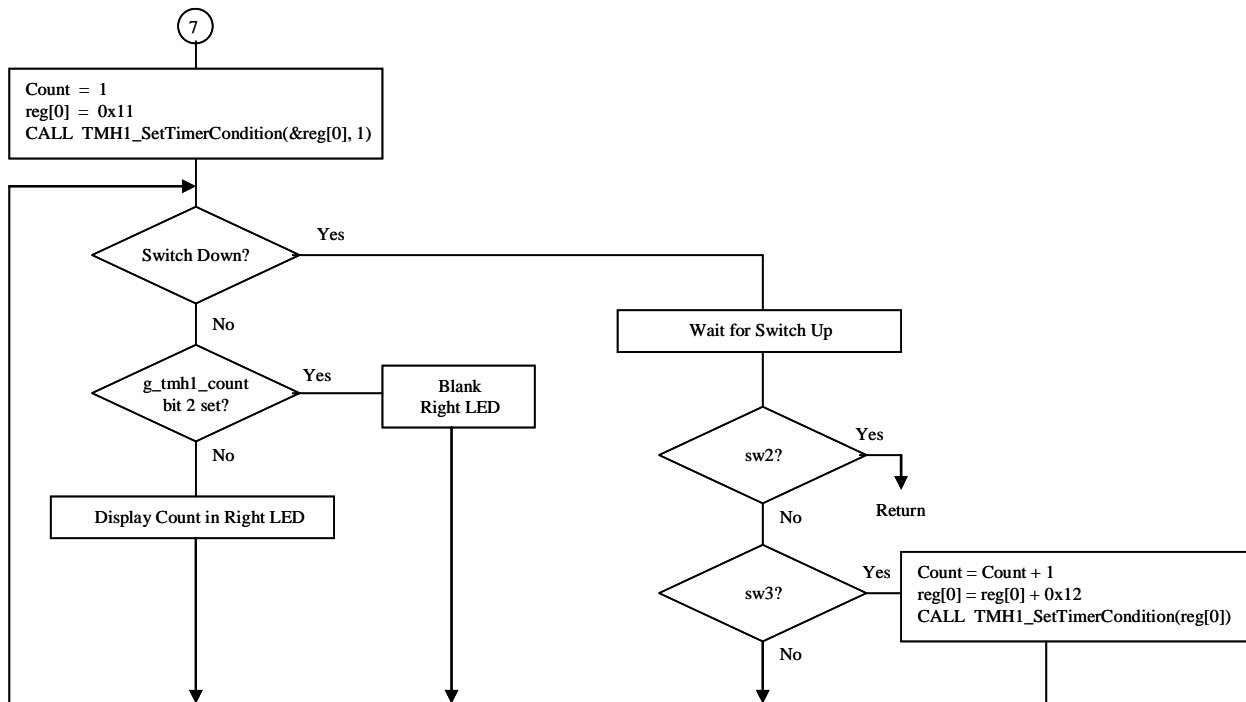 7
Count = 1
reg[0] = 0x11
CALL TMH1_SetTimerCondition(&reg[0], 1)
Switch Down?
Yes
No
Wait for Switch Up
g_tmh1_count
bit 2 set?
Yes
Blank
Right LED
No
Display Count in Right LED
sw2?
Yes
Return
No
sw3?
Yes
Count = Count + 1
reg[0] = reg[0] + 0x12
CALL TMH1_SetTimerCondition(reg[0])
No